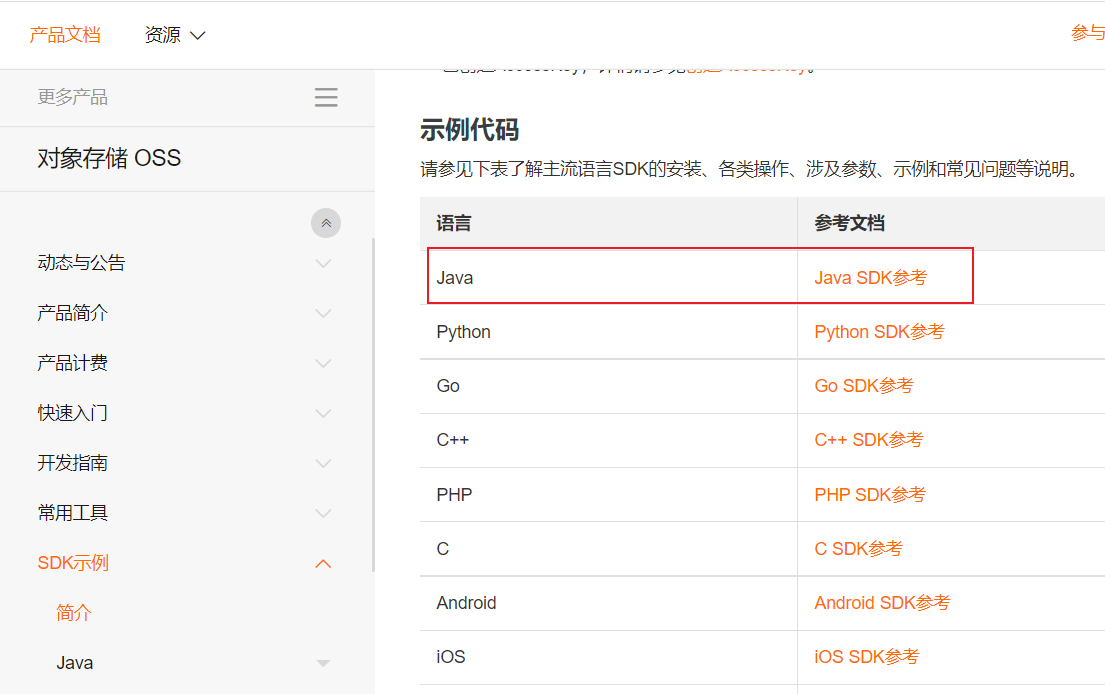 产品文档 资源
参与
更多产品
对象存储 OSS
动态与公告
产品简介
产品计费
快速入门
开发指南
常用工具
SDK示例
简介
Java
示例代码
请参见下表了解主流语言SDK的安装、各类操作、涉及参数、示例和常见问题等说明。
语言 参考文档
Java Java SDK参考
Python Python SDK参考
Go Go SDK参考
C++ C++ SDK参考
PHP PHP SDK参考
C C SDK参考
Android Android SDK参考
iOS iOS SDK参考